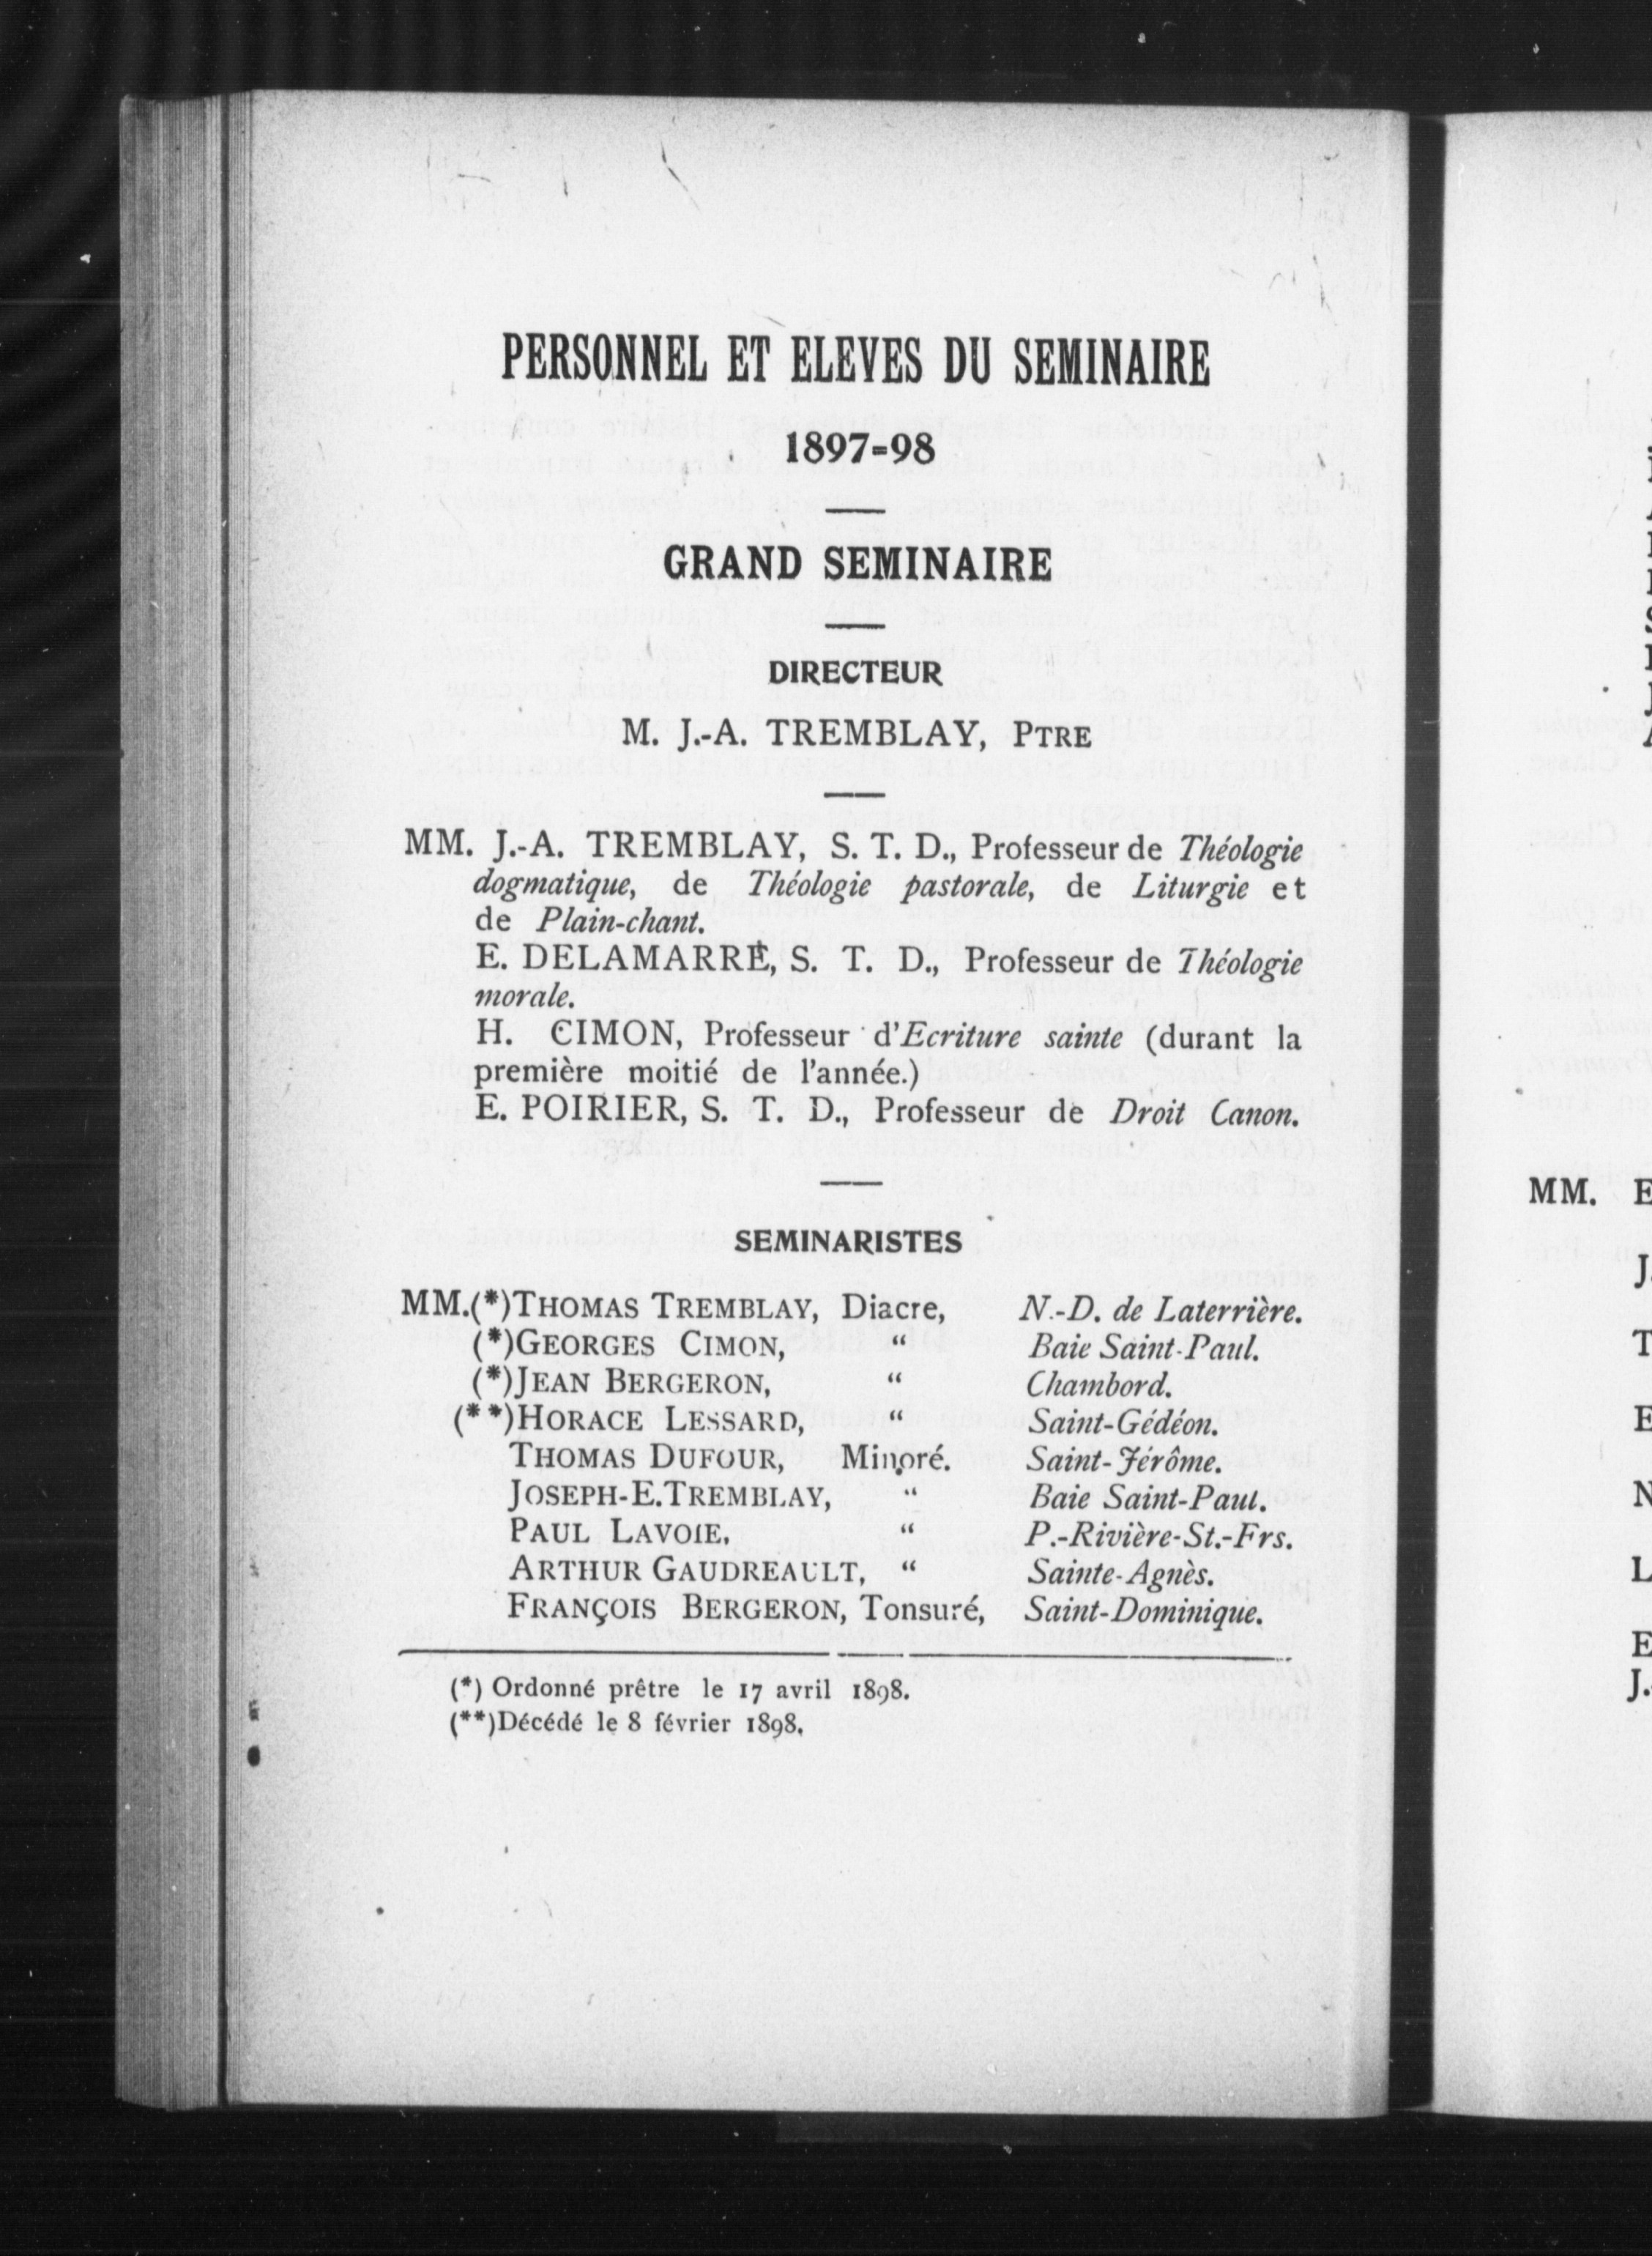 PERSONNEL ET ELEVES DU SEMINAIRE
1897-98
GRAND SEMINAIRE
DIRECTEUR
M. J.-A. TREMBLAY, PTRE
MM. J.-A. TREMBLAY, S. T. D., Professeur de Théologie
dogmatique, de Théologie pastorale, de Liturgie et
de Plain-chant.
E. DELAMARRE, S. T. D., Professeur de Théologie
morale.
H. CIMON, Professeur d'Ecriture sainte (durant la
première moitié de l'année.)
E. POIRIER, S. T. D., Professeur de Droit Canon.
SEMINARISTES
MM.(*)THOMAS TREMBLAY, Diacre, N.-D. de Laterrière.
(*)GEORGES CIMON, “ Baie Saint-Paul.
(*)JEAN BERGERON, “ Chambord.
(**)HORACE LESSARD, “ Saint-Gédéon.
THOMAS DUFOUR, Minoré. Saint-Jérôme.
JOSEPH-E.TREMBLAY, “ Baie Saint-Paul.
PAUL LAVOIE, “ P.-Rivière-St.-Frs.
ARTHUR GAUDREAULT, “ Sainte-Agnès.
FRANÇOIS BERGERON, Tonsuré, Saint-Dominique.
(*) Ordonné prêtre le 17 avril 1898.
(**)Décédé le 8 février 1898.
MM. E
J
T
E
N
L
E
J.